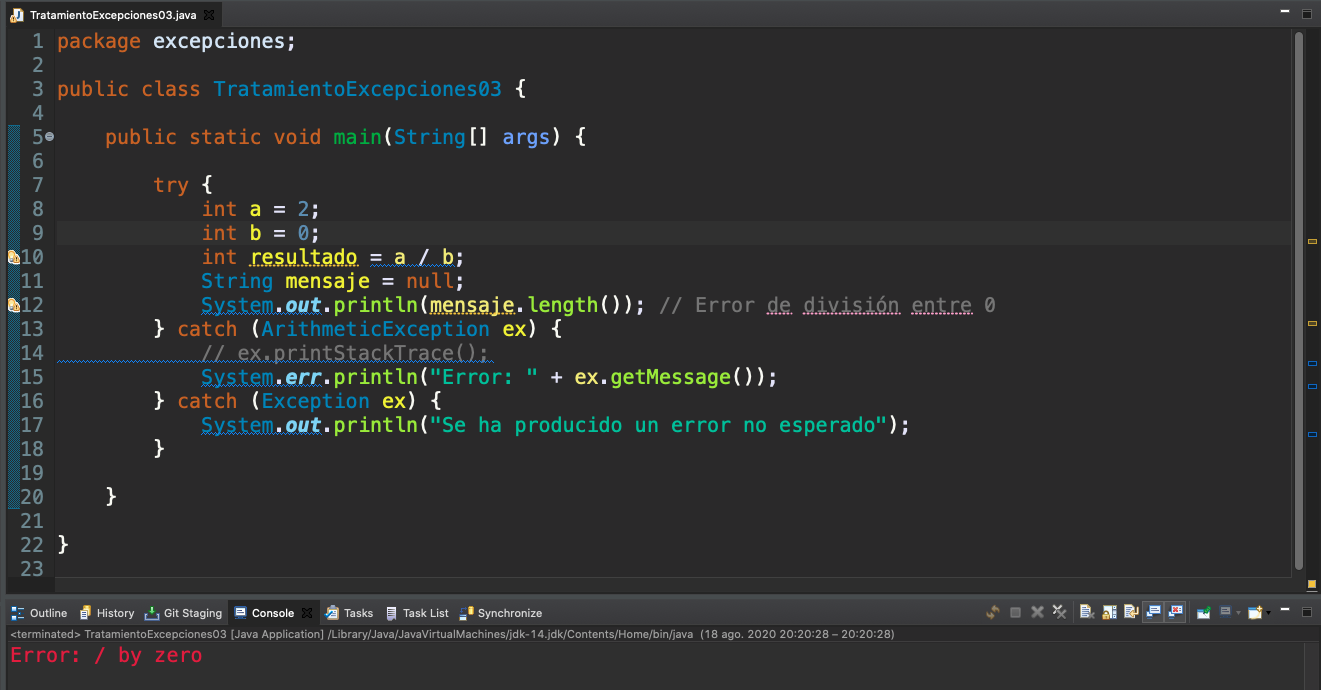 TratamientoExcepciones03.java
1 package excepciones;
2
3 public class TratamientoExcepciones03 {
4
5     public static void main(String[] args) {
6
7         try {
8             int a = 2;
9             int b = 0;
10             int resultado = a / b;
11             String mensaje = null;
12             System.out.println(mensaje.length()); // Error de división entre 0
13         } catch (ArithmeticException ex) {
14             // ex.printStackTrace();
15             System.err.println("Error: " + ex.getMessage());
16         } catch (Exception ex) {
17             System.out.println("Se ha producido un error no esperado");
18         }
19
20     }
21
22 }
23
Outline History Git Staging Console Tasks Task List Synchronize
<terminated> TratamientoExcepciones03 [Java Application] /Library/Java/JavaVirtualMachines/jdk-14.jdk/Contents/Home/bin/java (18 ago. 2020 20:20:28 – 20:20:28)
Error: / by zero